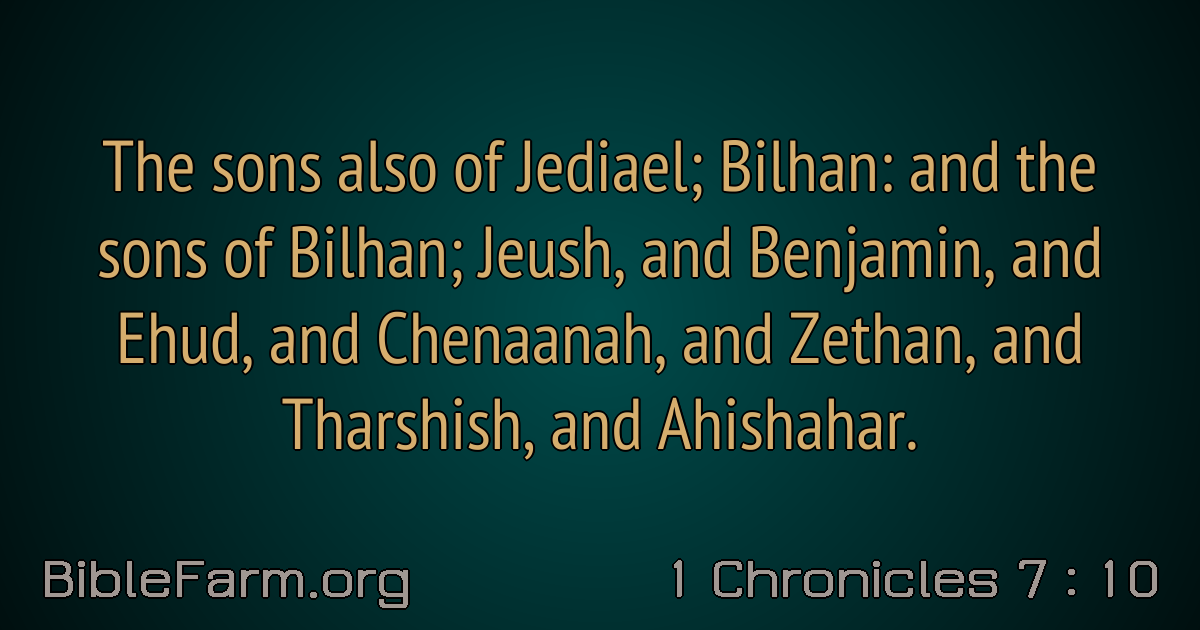 The sons also of Jediael; Bilhan: and the
sons of Bilhan; Jeush, and Benjamin, and
Ehud, and Chenaanah, and Zethan, and
Tharshish, and Ahishahar.
BibleFarm.org
1 Chronicles 7 : 10